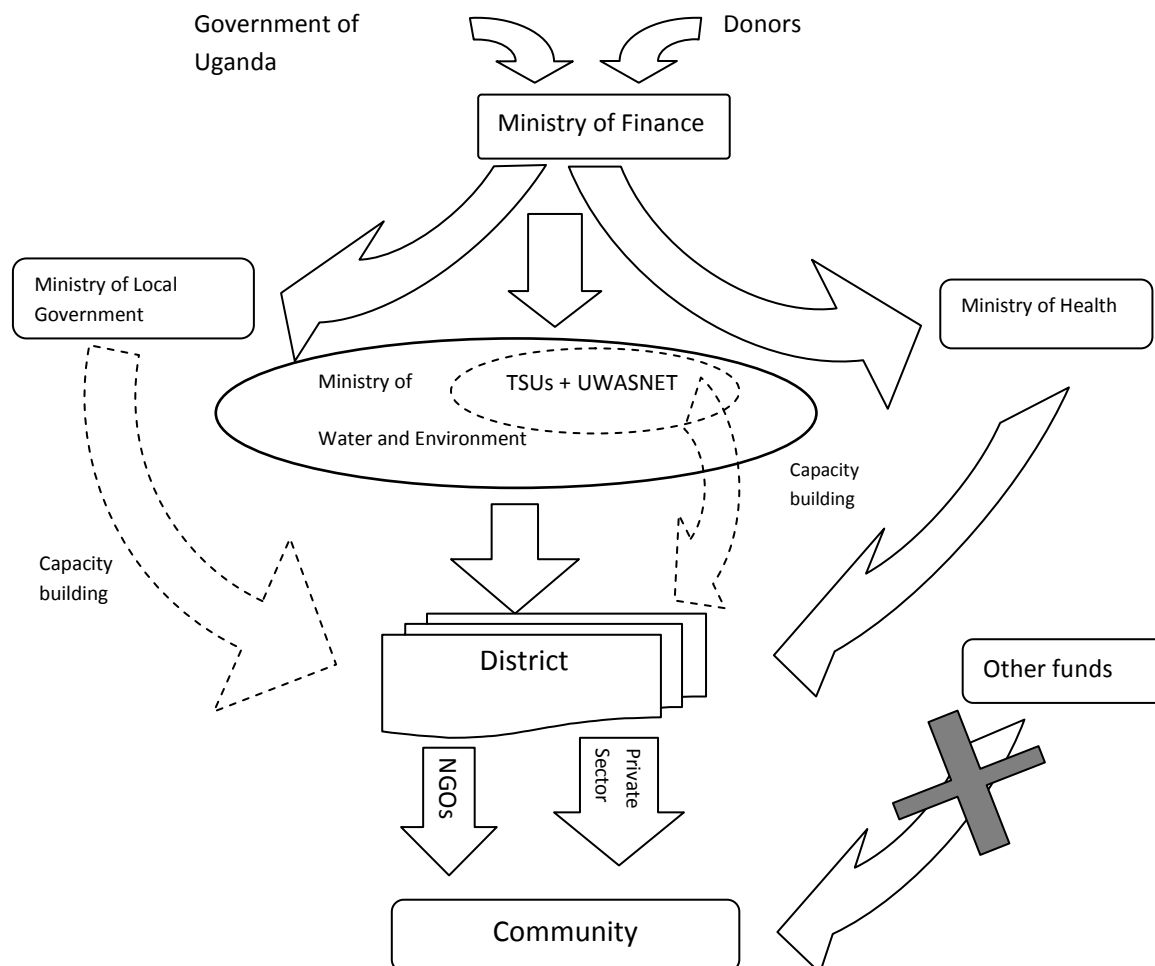 Government of
Uganda
Donors
Ministry of Finance
Ministry of Local
Government
Ministry of Health
Ministry of
TSUs + UWASNET
Water and Environment
Capacity
building
Capacity
building
District
Other funds
NGOs
Private
Sector
Community